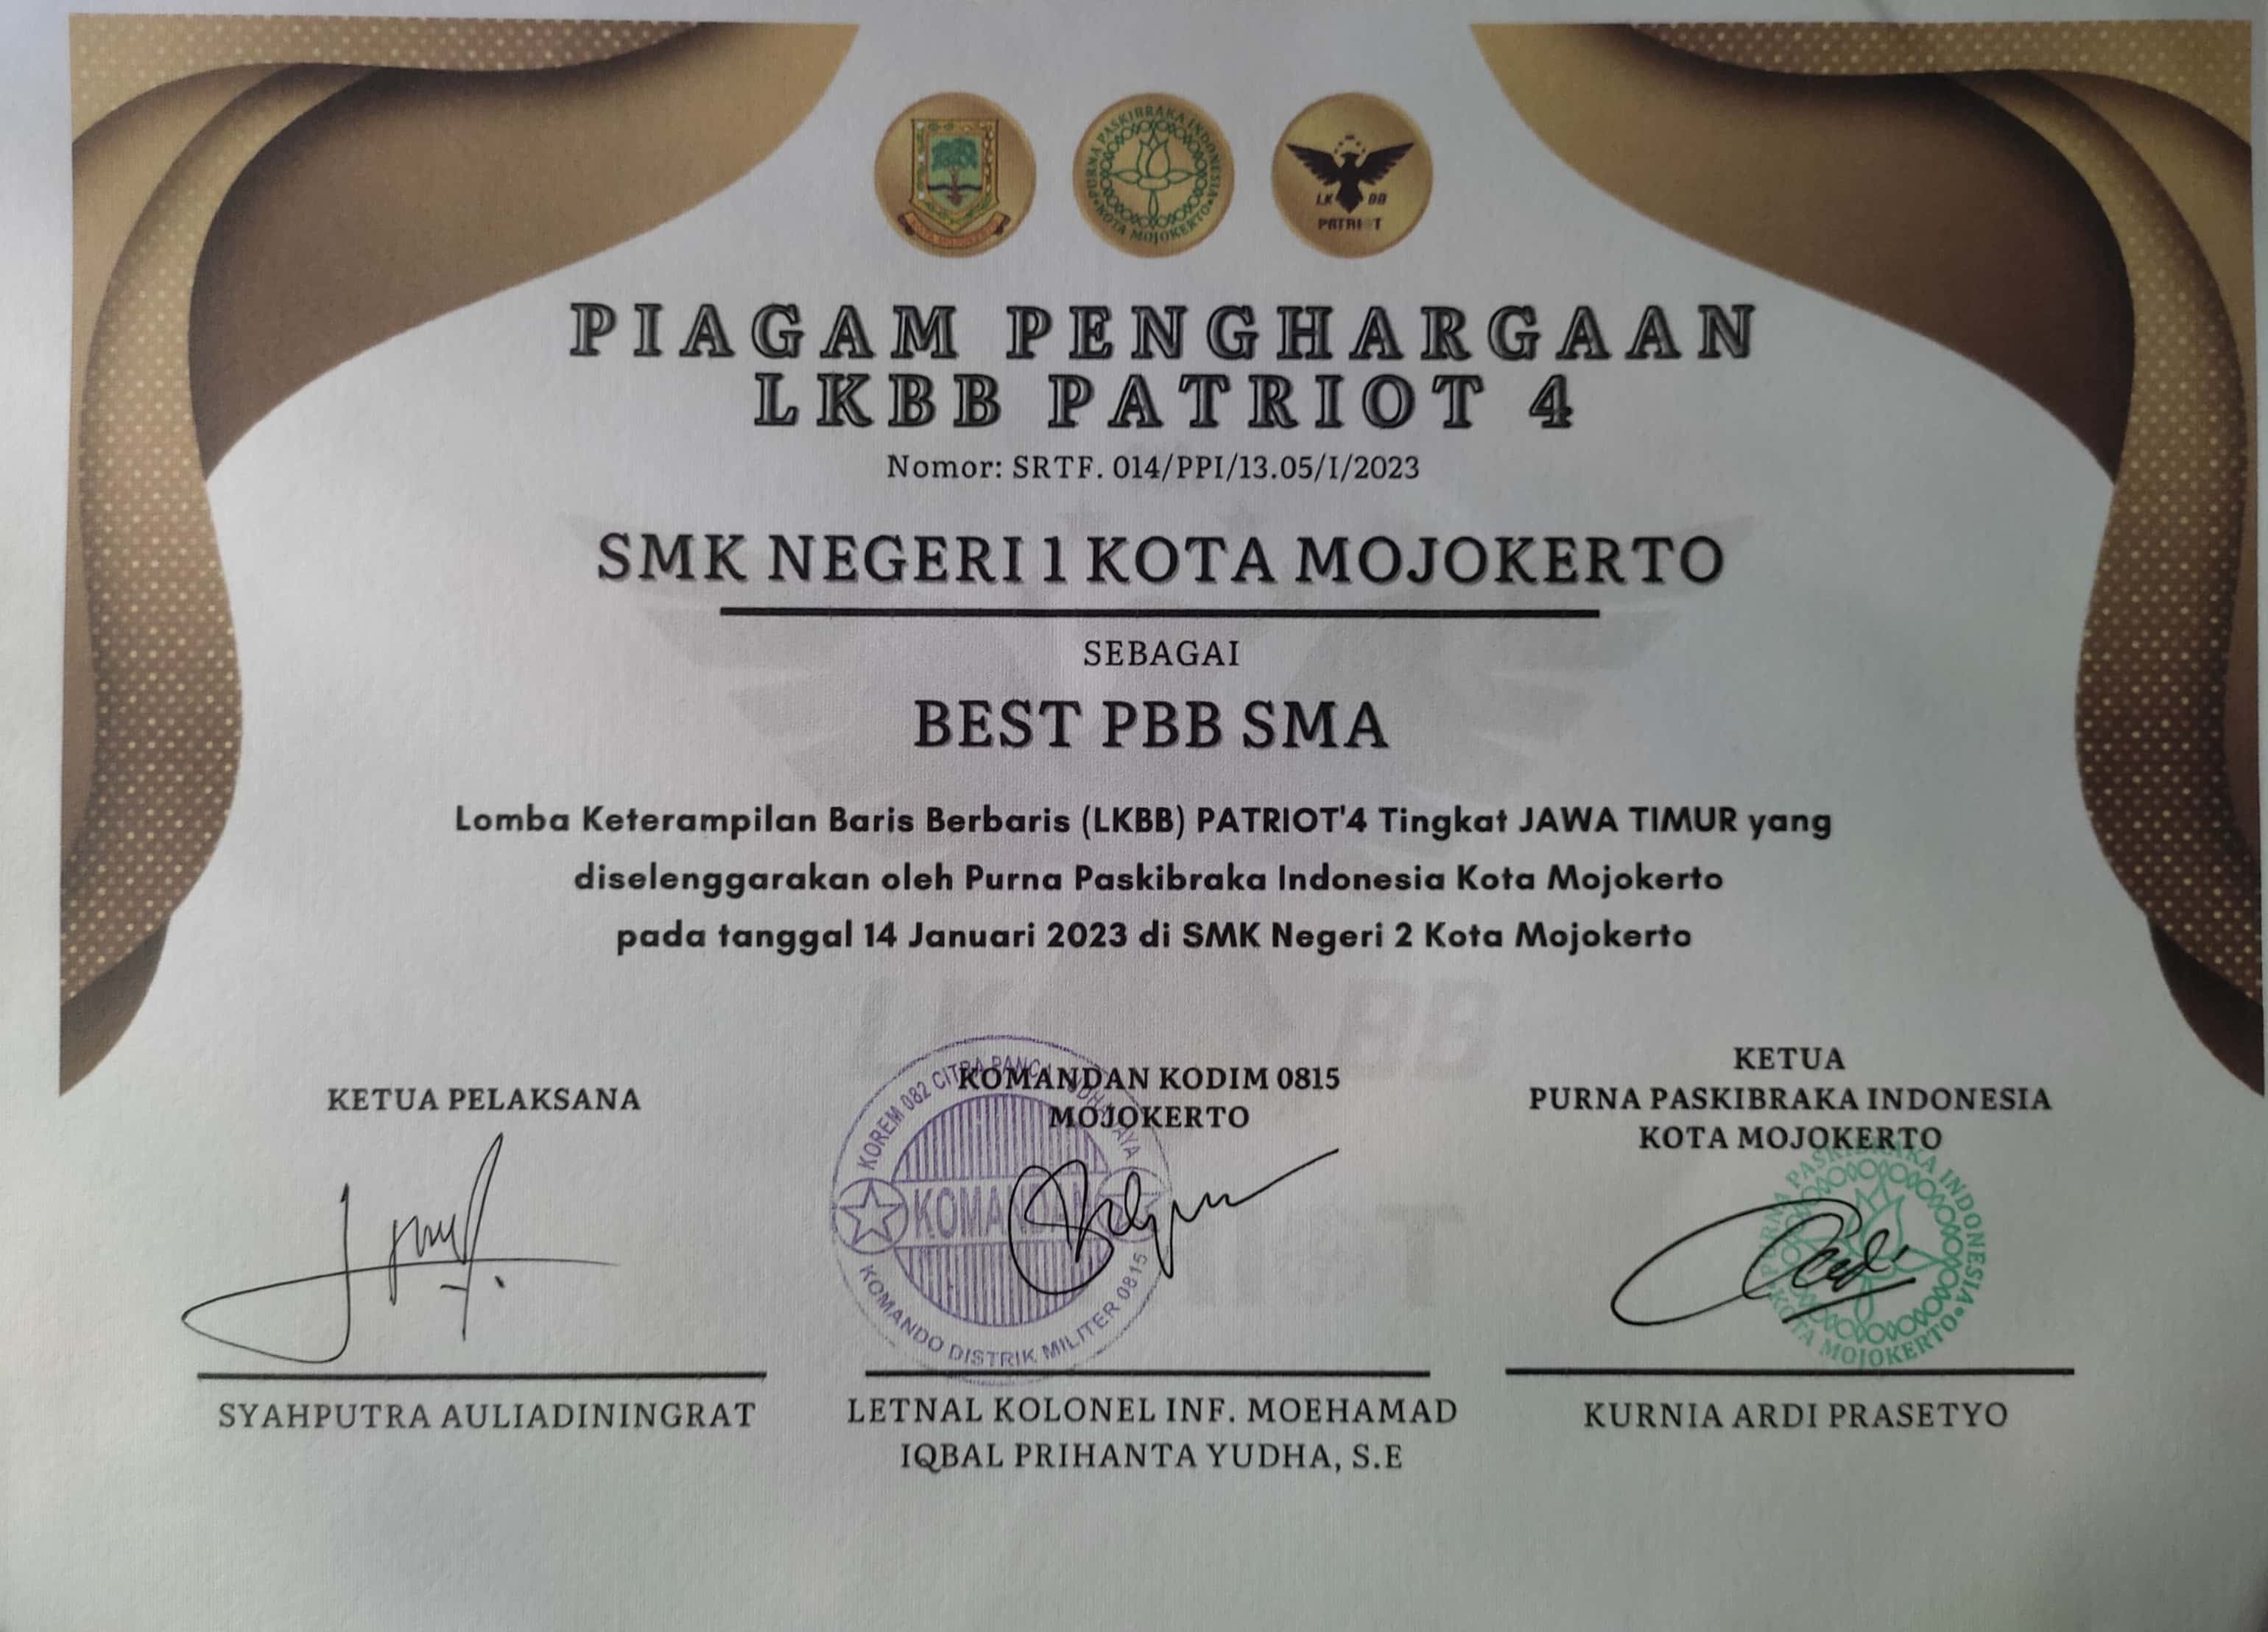 PURNA PASKIBRAKA INDONESIA
KOTA MOJOKERTO
LK BB
PATRI T
PIAGAM PENGHARGAAN
LKBB PATRIOT 4
Nomor: SRTF. 014/PPI/13.05/I/2023
SMK NEGERI 1 KOTA MOJOKERTO
SEBAGAI
BEST PBB SMA
Lomba Keterampilan Baris Berbaris (LKBB) PATRIOT'4 Tingkat JAWA TIMUR yang
diselenggarakan oleh Purna Paskibraka Indonesia Kota Mojokerto
pada tanggal 14 Januari 2023 di SMK Negeri 2 Kota Mojokerto
LK BB
KETUA PELAKSANA
KOMANDAN KODIM 0815
MOJOKERTO
KETUA
PURNA PASKIBRAKA INDONESIA
KOTA MOJOKERTO
KOREM 082 CITRA
KOMANDAN
KOMANDO DISTRIK MILITER 0815
PURNA PASKIBRAKA INDONESIA
KOTA MOJOKERTO
SYAHPUTRA AULIADININGRAT
LETNAL KOLONEL INF. MOEHAMAD
IQBAL PRIHANTA YUDHA, S.E
KURNIA ARDI PRASETYO